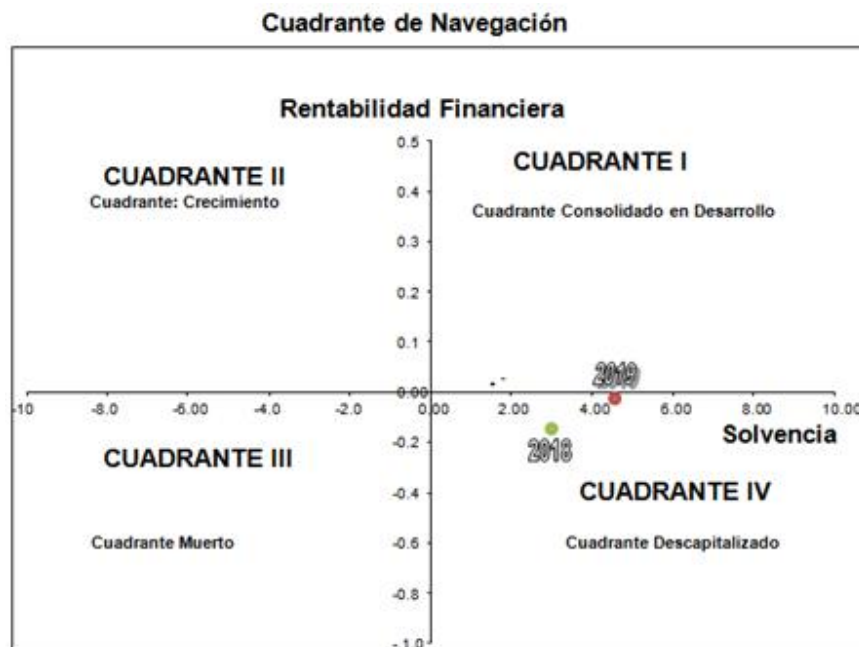 Cuadrante de Navegación
Rentabilidad Financiera
0.5
CUADRANTE II
CUADRANTE I
Cuadrante: Crecimiento
0.4
Cuadrante Consolidado en Desarrollo
0.3
0.2
0.1
2019
0.00
-10 -8.0 -6.0 -4.0 -2.0 0.00 2.00 4.00 6.00 8.00 10.00
Solvencia
-0.2
2018
CUADRANTE III
CUADRANTE IV
-0.4
Cuadrante Muerto
-0.6
Cuadrante Descapitalizado
-0.8
-1.0